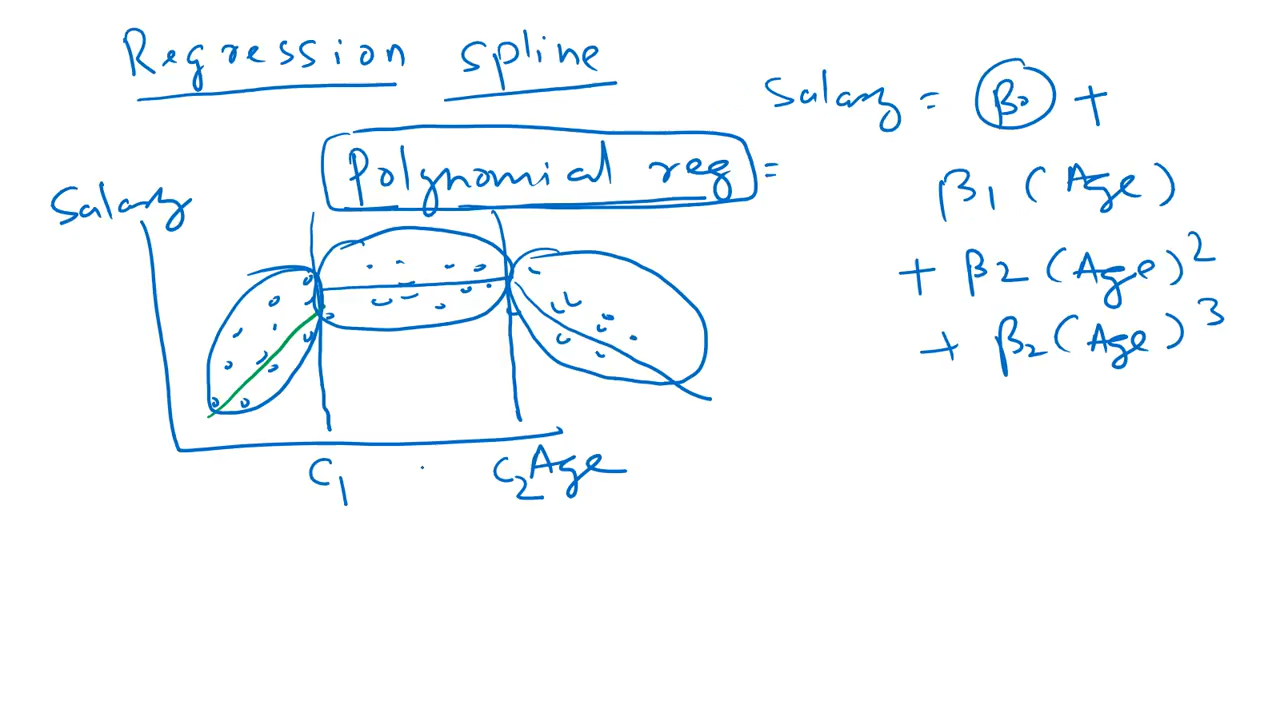 Regression spline
Salary = β0 +
Polynomial reg =
β1 (Age)
+ β2 (Age)²
+ β2 (Age)³
Salary
C1
C2 Age